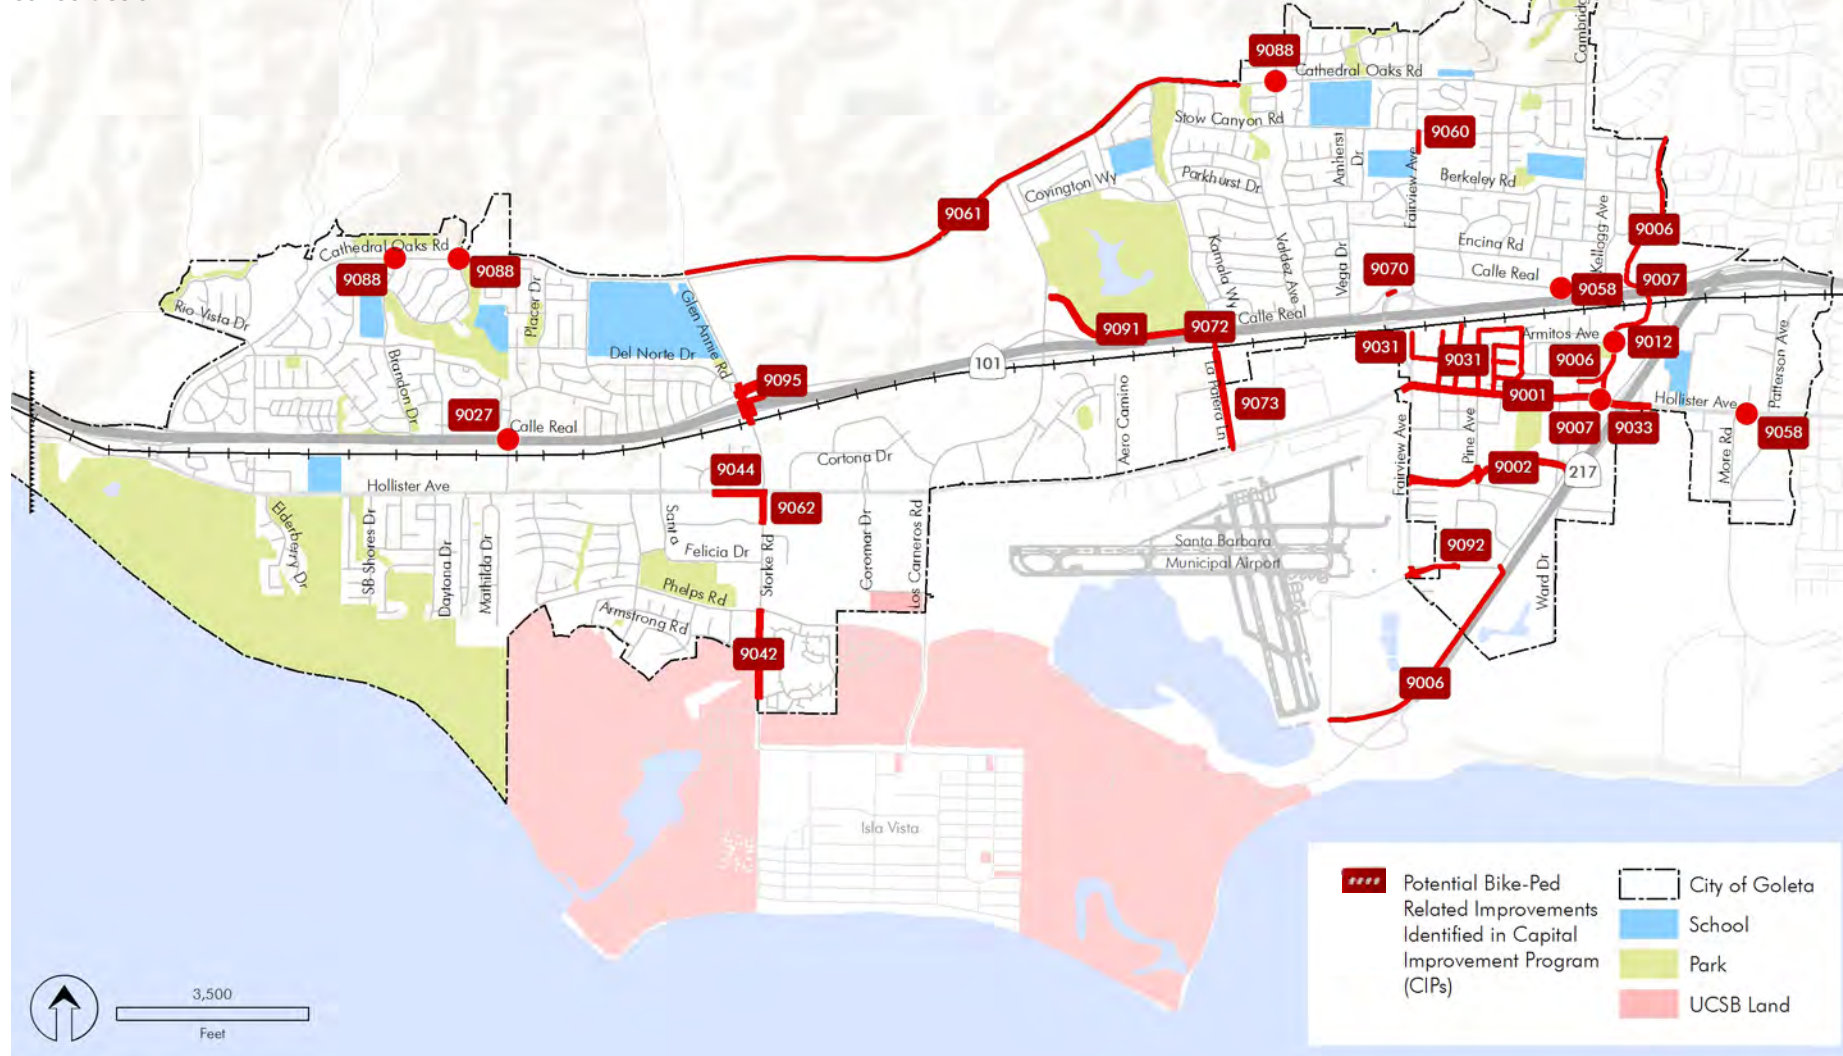 9088
Cathedral Oaks Rd
Stow Canyon Rd
9060
Amherst
Dr
Fairview Ave
Covington Wy
Parkhurst Dr
Berkeley Rd
9061
Kellogg Ave
9006
Encina Rd
Cathedral Oaks Rd
9088
9088
Kamala Wy
Valdez Ave
Vega Dr
9070
Calle Real
9058
9007
Rio Vista Dr
Placer Dr
Glen Annie Rd
Calle Real
9091
9072
Armitos Ave
9012
9031
9031
9006
Patterson Ave
Del Norte Dr
101
Brandon Dr
9095
La Patera Ln
9073
9001
Hollister Ave
9027
Calle Real
Aero Camino
Fairview Ave
Pine Ave
9007
9033
More Rd
9058
9044
Cortona Dr
9002
217
Hollister Ave
9062
Elderberry Dr
SB Shores Dr
Daytona Dr
Mathilda Dr
Santa
Felicia Dr
Storke Rd
Coromar Dr
Los Carneros Rd
Santa Barbara
Municipal Airport
9092
Ward Dr
Phelps Rd
Armstrong Rd
9042
9006
Isla Vista
3,500
Feet
Potential Bike-Ped
Related Improvements
Identified in Capital
Improvement Program
(CIPs)
City of Goleta
School
Park
UCSB Land